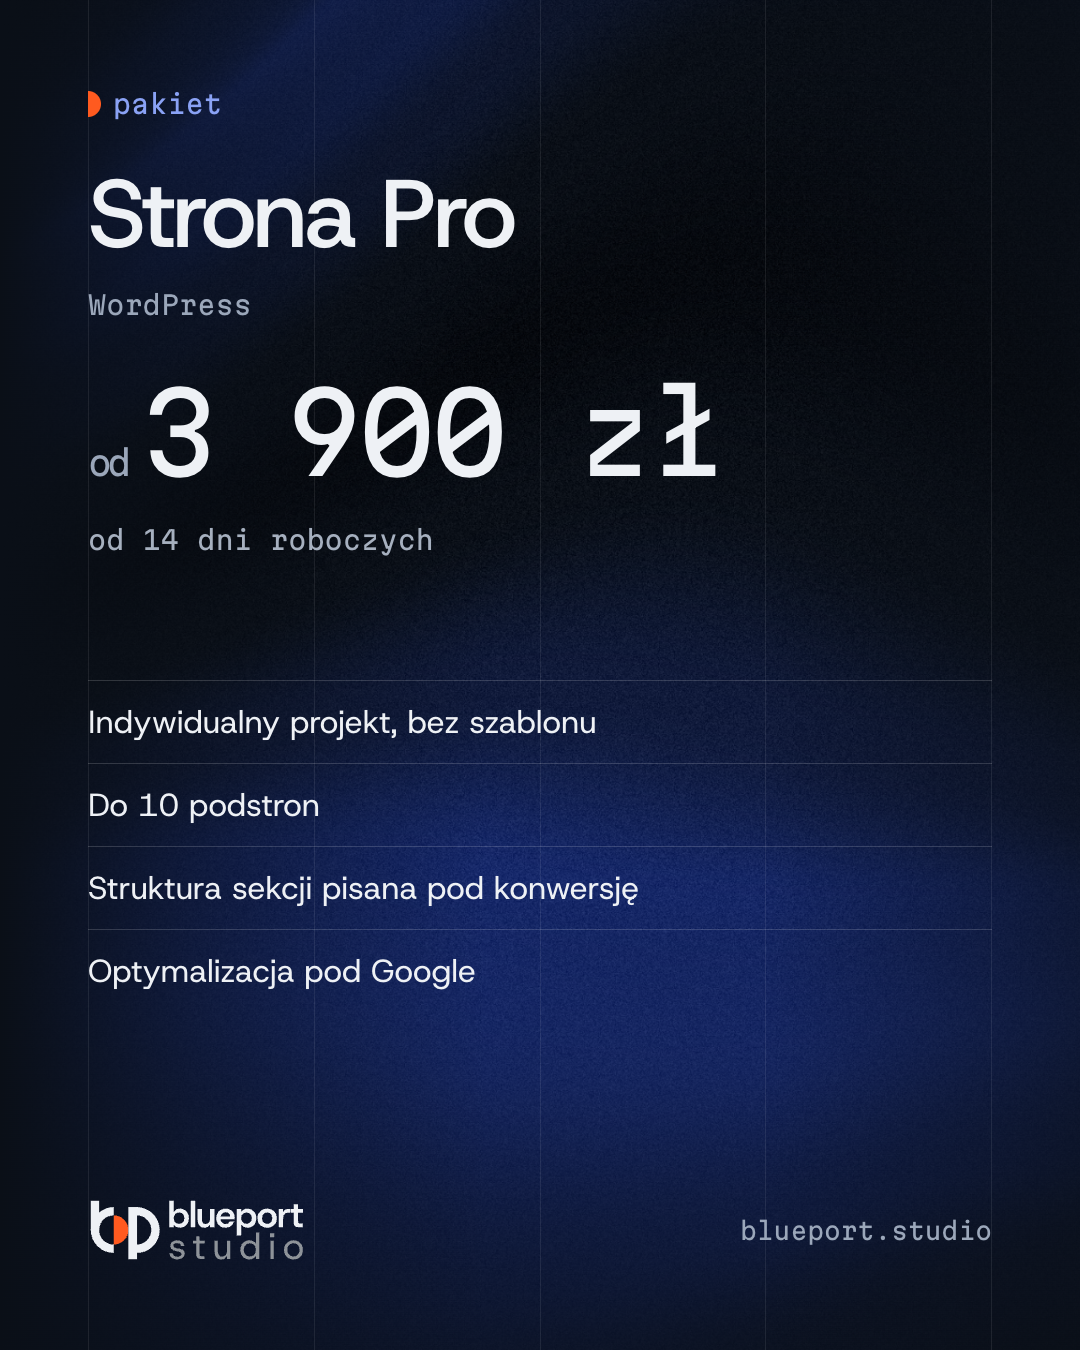 pakiet
Strona Pro
WordPress
od 3 900 zł
od 14 dni roboczych
Indywidualny projekt, bez szablonu
Do 10 podstron
Struktura sekcji pisana pod konwersję
Optymalizacja pod Google
bp blueport
studio
blueport.studio